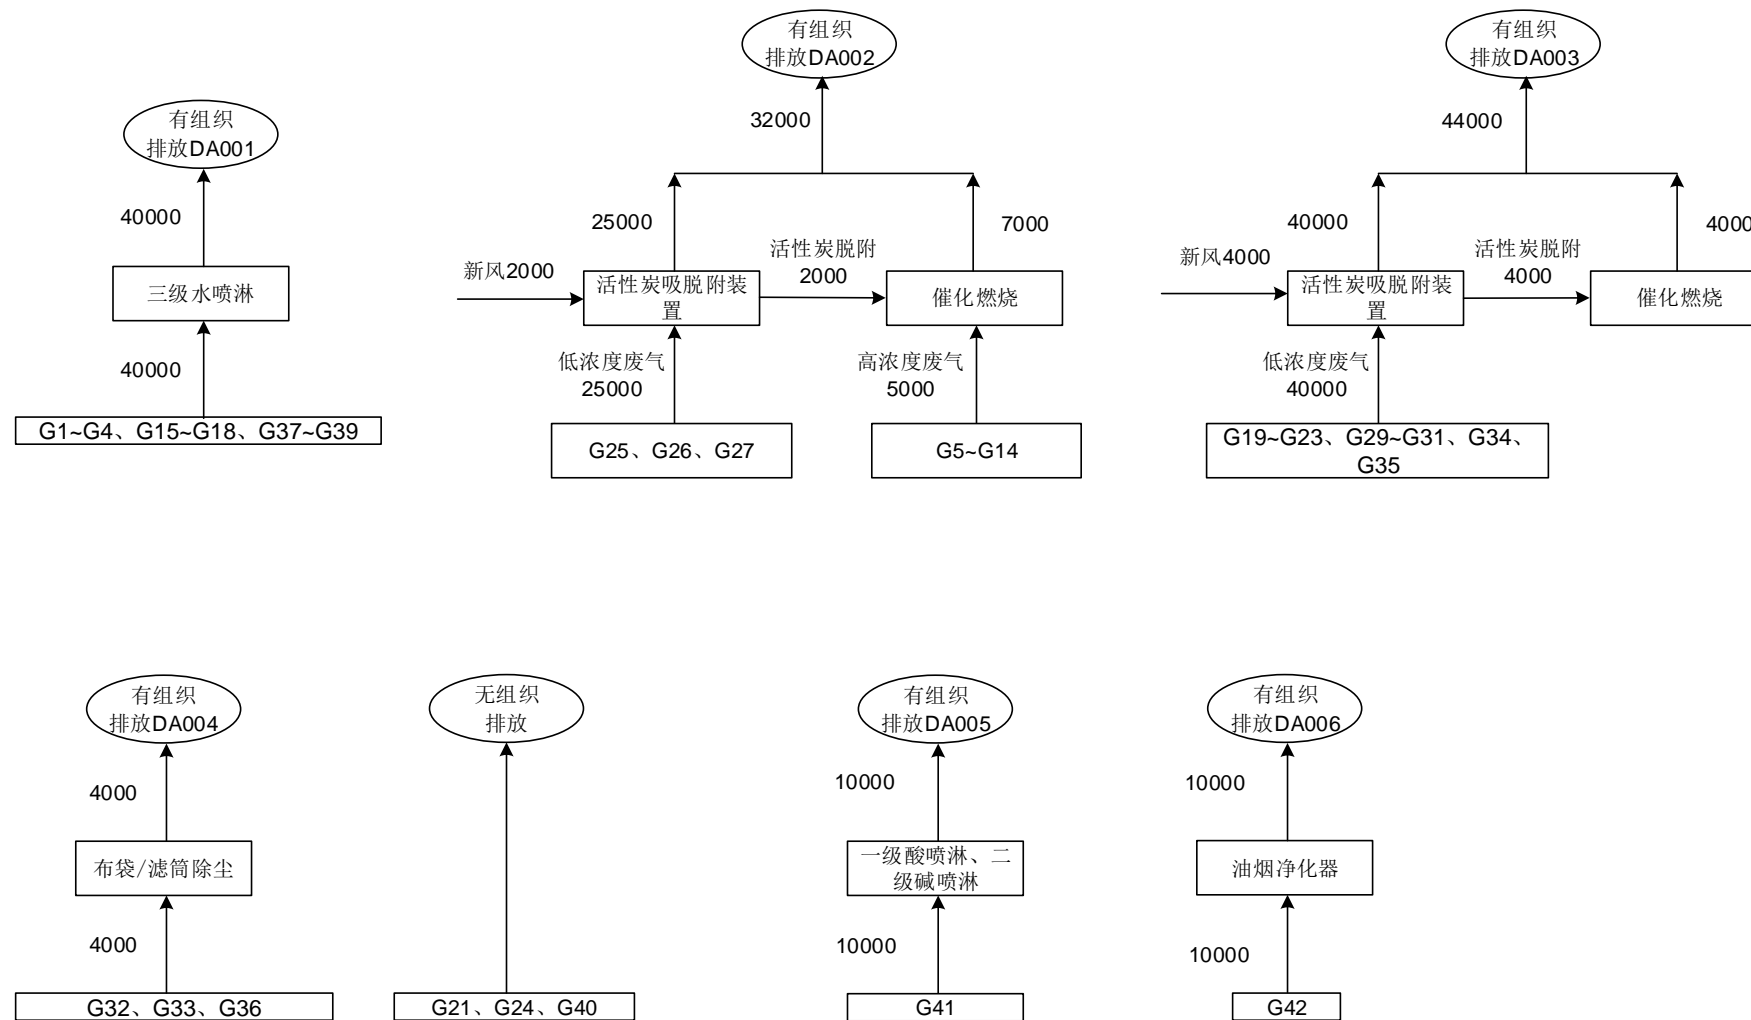 有组织
排放DA001
40000
三级水喷淋
40000
G1~G4、G15~G18、G37~G39
有组织
排放DA002
32000
25000
7000
新风2000
活性炭脱附
2000
活性炭吸脱附装
置
催化燃烧
低浓度废气
25000
高浓度废气
5000
G25、G26、G27
G5~G14
有组织
排放DA003
44000
40000
4000
新风4000
活性炭脱附
4000
活性炭吸脱附装
置
催化燃烧
低浓度废气
40000
G19~G23、G29~G31、G34、
G35
有组织
排放DA004
4000
布袋/滤筒除尘
4000
G32、G33、G36
无组织
排放
G21、G24、G40
有组织
排放DA005
10000
一级酸喷淋、二
级碱喷淋
10000
G41
有组织
排放DA006
10000
油烟净化器
10000
G42